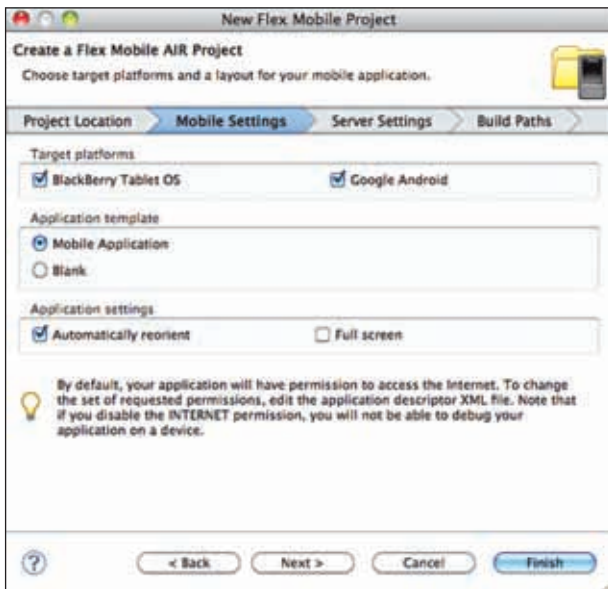 New Flex Mobile Project
Create a Flex Mobile AIR Project
Choose target platforms and a layout for your mobile application.
Project Location Mobile Settings Server Settings Build Paths
Target platforms
BlackBerry Tablet OS Google Android
Application template
Mobile Application
Blank
Application settings
Automatically reorient Full screen
By default, your application will have permission to access the Internet. To change
the set of requested permissions, edit the application descriptor XML file. Note that
if you disable the INTERNET permission, you will not be able to debug your
application on a device.
? < Back Next > Cancel Finish